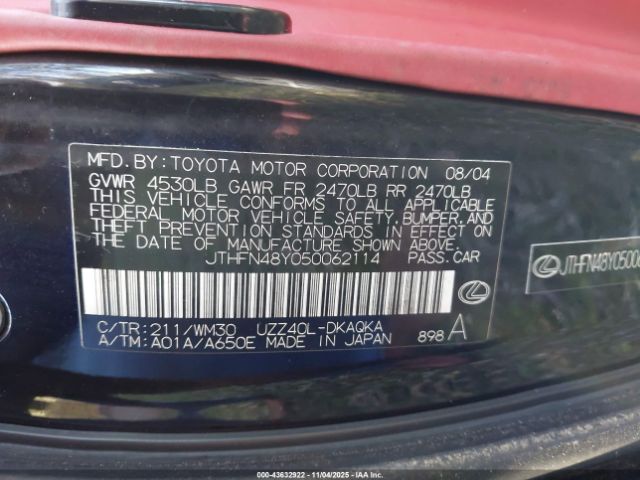 MFD. BY: TOYOTA MOTOR CORPORATION 08/04
GVWR 4530LB GAWR FR 2470LB RR 2470LB
THIS VEHICLE CONFORMS TO ALL APPLICABLE
FEDERAL MOTOR VEHICLE SAFETY, BUMPER, AND
THEFT PREVENTION STANDARDS IN EFFECT ON
THE DATE OF MANUFACTURE SHOWN ABOVE.
JTHFN48Y050062114 PASS.CAR
JTHFN48Y0500
C/TR: 211/WM30 UZZ40L-DKAQKA
A/TM: A01A/A650E MADE IN JAPAN 898 A
000-43632922 - 11/04/2025 - IAA Inc.